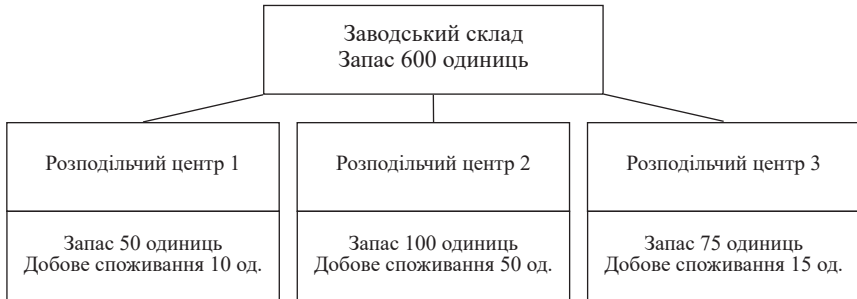 Заводський склад
Запас 600 одиниць
Розподільчий центр 1
Розподільчий центр 2
Розподільчий центр 3
Запас 50 одиниць
Добове споживання 10 од.
Запас 100 одиниць
Добове споживання 50 од.
Запас 75 одиниць
Добове споживання 15 од.